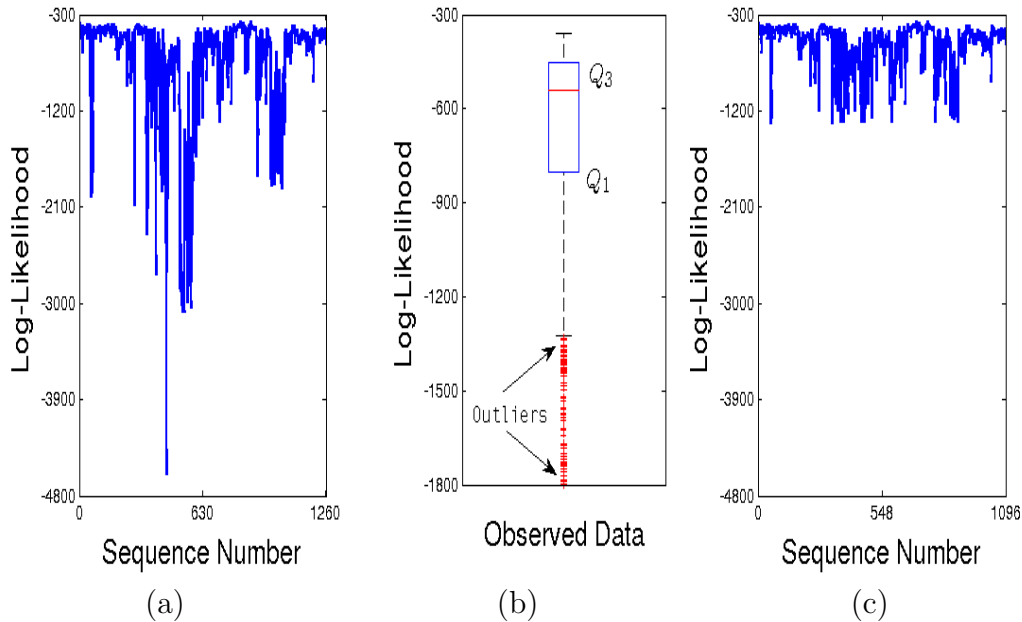 Log-Likelihood
-300
-1200
-2100
-3000
-3900
-4800
0
630
1260
Sequence Number
(a)
Log-Likelihood
-300
-600
-900
-1200
-1500
-1800
Q3
Q1
Outliers
Observed Data
(b)
Log-Likelihood
-300
-1200
-2100
-3000
-3900
-4800
0
548
1096
Sequence Number
(c)